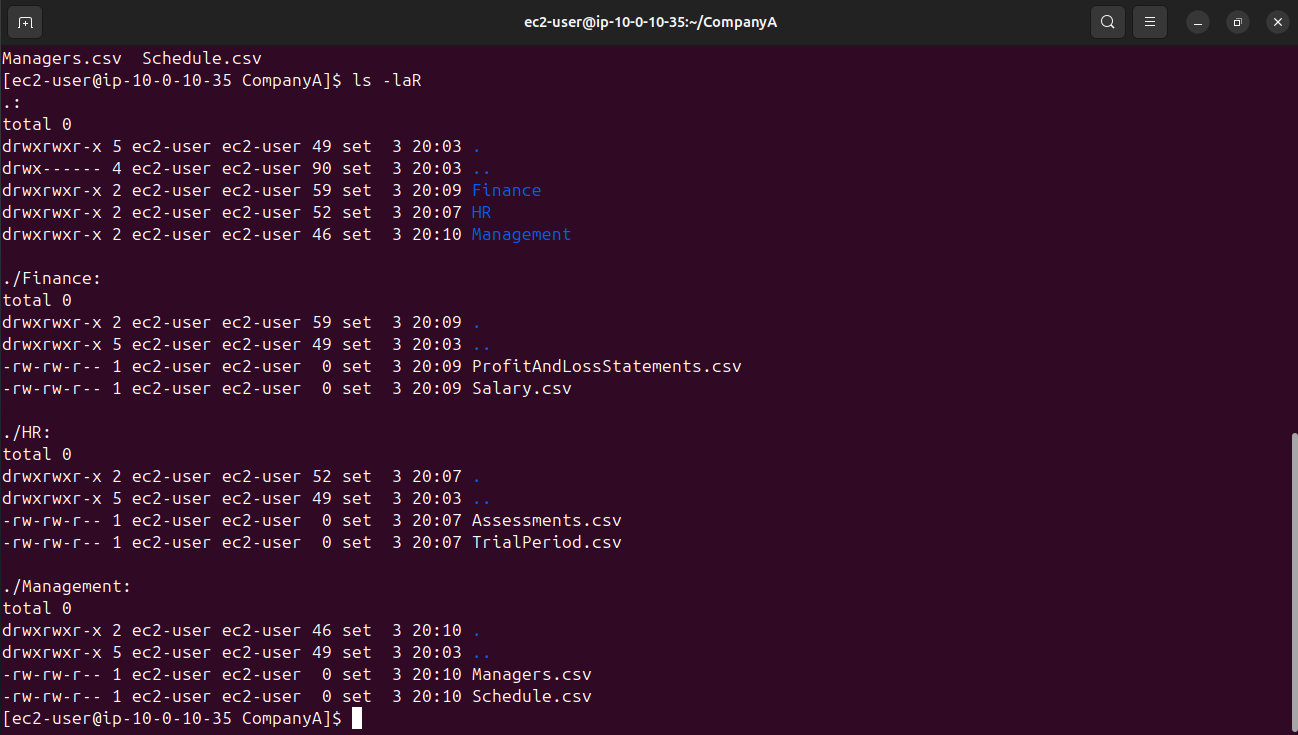 ec2-user@ip-10-0-10-35:~/CompanyA
Managers.csv  Schedule.csv
[ec2-user@ip-10-0-10-35 CompanyA]$ ls -laR
.:
total 0
drwxrwxr-x 5 ec2-user ec2-user 49 set  3 20:03 .
drwx------ 4 ec2-user ec2-user 90 set  3 20:03 ..
drwxrwxr-x 2 ec2-user ec2-user 59 set  3 20:09 Finance
drwxrwxr-x 2 ec2-user ec2-user 52 set  3 20:07 HR
drwxrwxr-x 2 ec2-user ec2-user 46 set  3 20:10 Management

./Finance:
total 0
drwxrwxr-x 2 ec2-user ec2-user 59 set  3 20:09 .
drwxrwxr-x 5 ec2-user ec2-user 49 set  3 20:03 ..
-rw-rw-r-- 1 ec2-user ec2-user  0 set  3 20:09 ProfitAndLossStatements.csv
-rw-rw-r-- 1 ec2-user ec2-user  0 set  3 20:09 Salary.csv

./HR:
total 0
drwxrwxr-x 2 ec2-user ec2-user 52 set  3 20:07 .
drwxrwxr-x 5 ec2-user ec2-user 49 set  3 20:03 ..
-rw-rw-r-- 1 ec2-user ec2-user  0 set  3 20:07 Assessments.csv
-rw-rw-r-- 1 ec2-user ec2-user  0 set  3 20:07 TrialPeriod.csv

./Management:
total 0
drwxrwxr-x 2 ec2-user ec2-user 46 set  3 20:10 .
drwxrwxr-x 5 ec2-user ec2-user 49 set  3 20:03 ..
-rw-rw-r-- 1 ec2-user ec2-user  0 set  3 20:10 Managers.csv
-rw-rw-r-- 1 ec2-user ec2-user  0 set  3 20:10 Schedule.csv
[ec2-user@ip-10-0-10-35 CompanyA]$